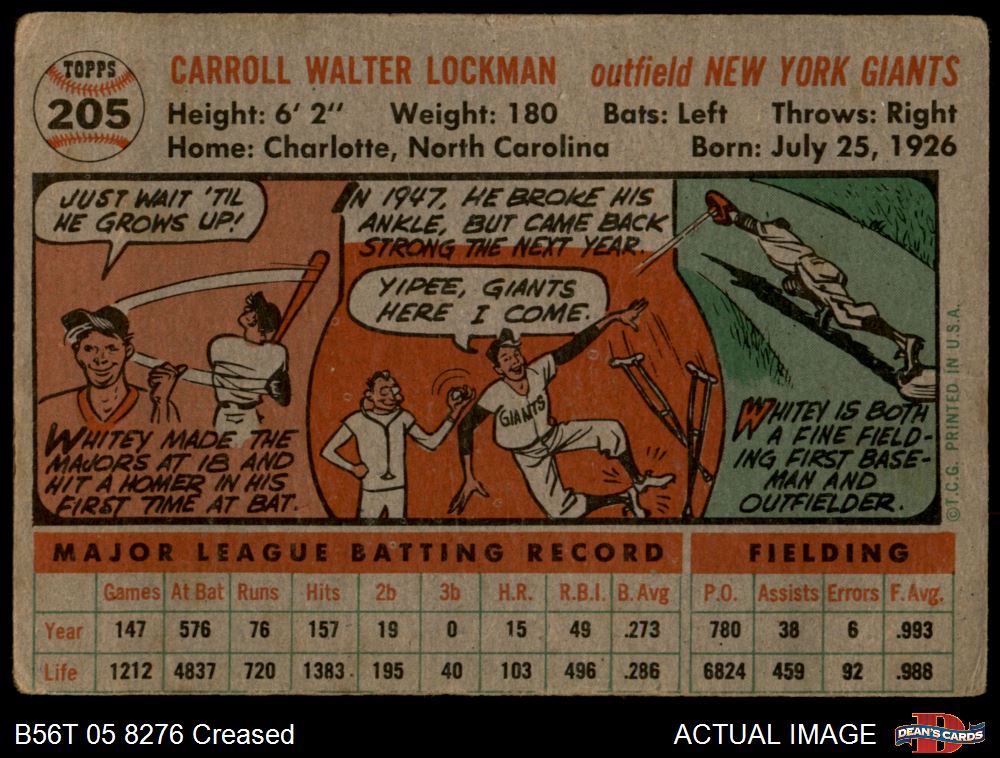 TOPPS
205
CARROLL WALTER LOCKMAN outfield NEW YORK GIANTS
Height: 6' 2" Weight: 180 Bats: Left Throws: Right
Home: Charlotte, North Carolina Born: July 25, 1926
JUST WAIT 'TIL
HE GROWS UP!
WHITEY MADE THE
MAJORS AT 18 AND
HIT A HOMER IN HIS
FIRST TIME AT BAT.
IN 1947, HE BROKE HIS
ANKLE, BUT CAME BACK
STRONG THE NEXT YEAR.
YIPEE, GIANTS
HERE I COME.
GIANTS
WHITEY IS BOTH
A FINE FIELD-
ING FIRST BASE-
MAN AND
OUTFIELDER.
©T.C.G. PRINTED IN U.S.A.
MAJOR LEAGUE BATTING RECORD FIELDING
Games At Bat Runs Hits 2b 3b H.R. R.B.I. B. Avg P.O. Assists Errors F. Avg.
Year 147 576 76 157 19 0 15 49 .273 780 38 6 .993
Life 1212 4837 720 1383 195 40 103 496 .286 6824 459 92 .988
B56T 05 8276 Creased ACTUAL IMAGE
D
DEAN'S CARDS